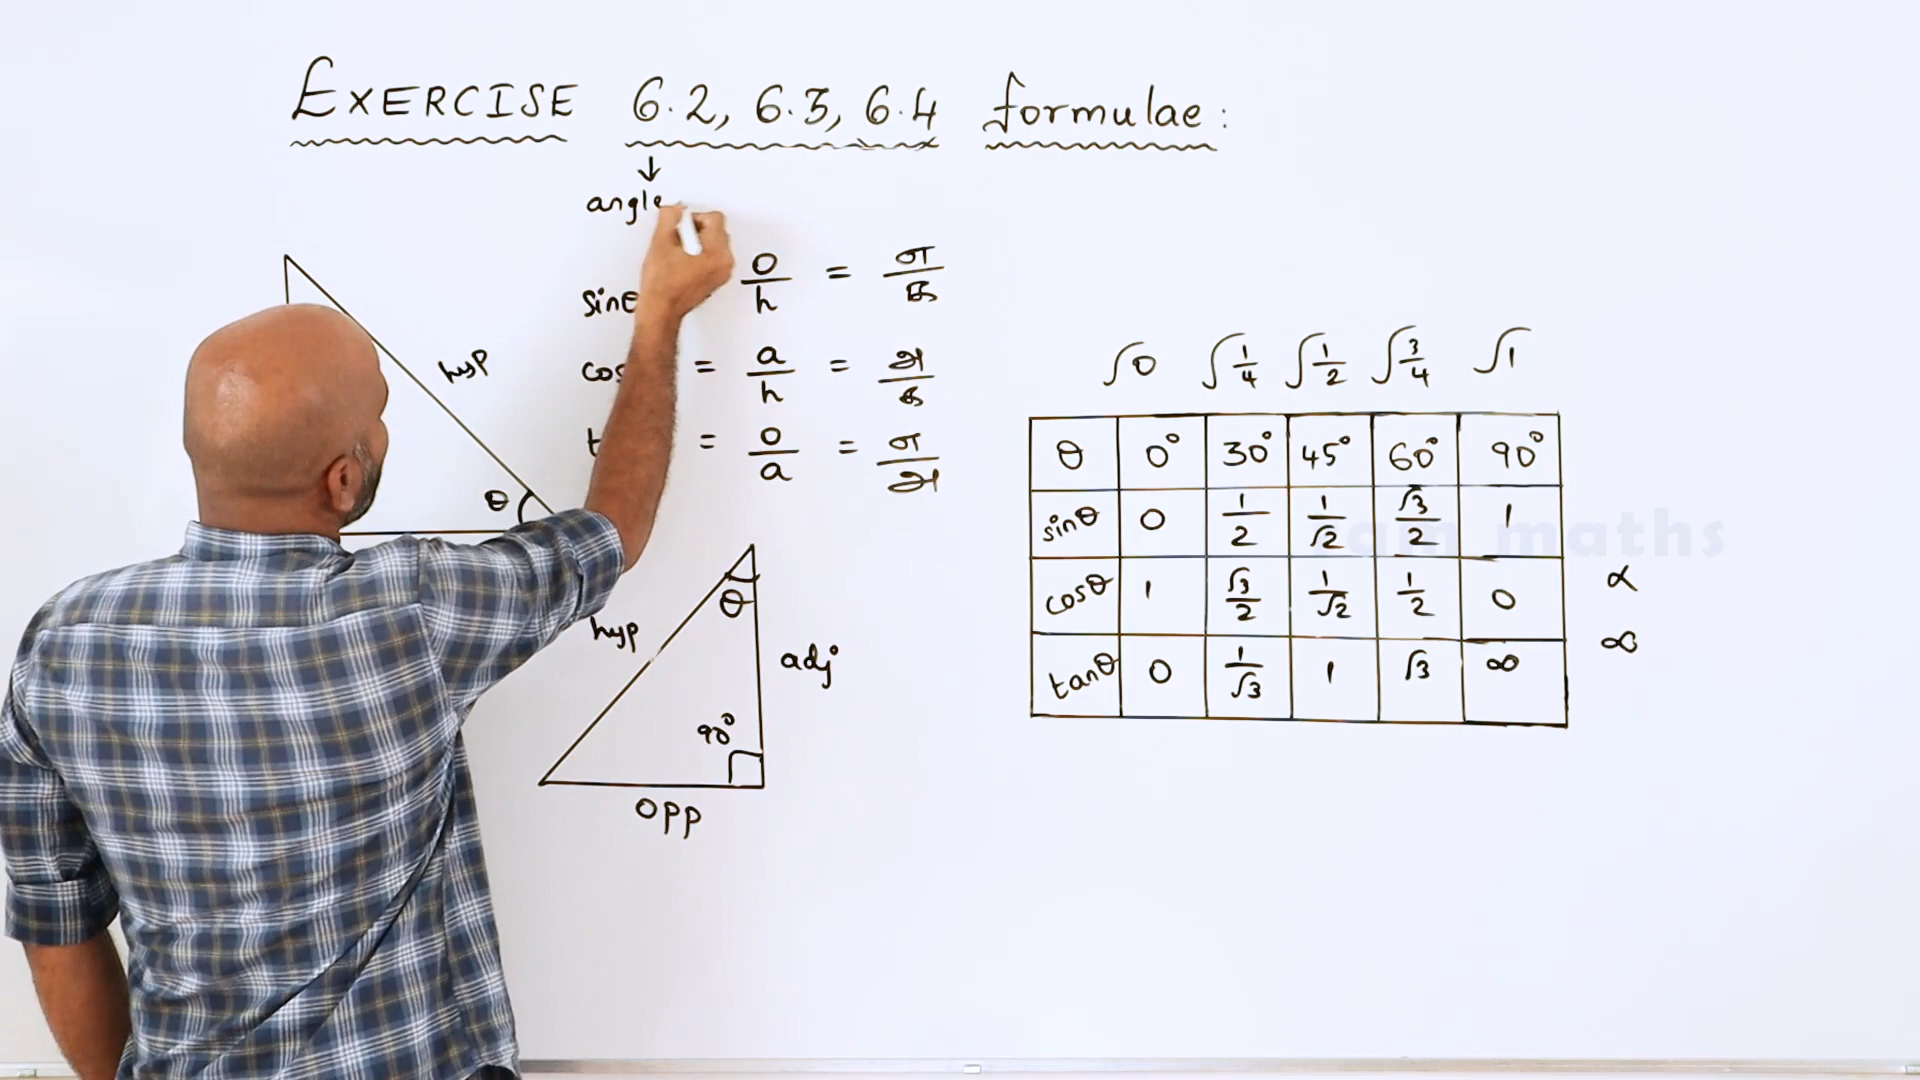 EXERCISE 6.2, 6.3, 6.4 formulae:
↓
angle
sinθ o/h = எ/க
cos = a/h = அ/க
t = o/a = எ/அ
hyp
θ
hyp
θ
adj
90°
opp
√0 √1/4 √1/2 √3/4 √1
θ 0° 30° 45° 60° 90°
sinθ 0 1/2 1/√2 √3/2 1
cosθ 1 √3/2 1/√2 1/2 0
tanθ 0 1/√3 1 √3 ∞
α
∞
am maths